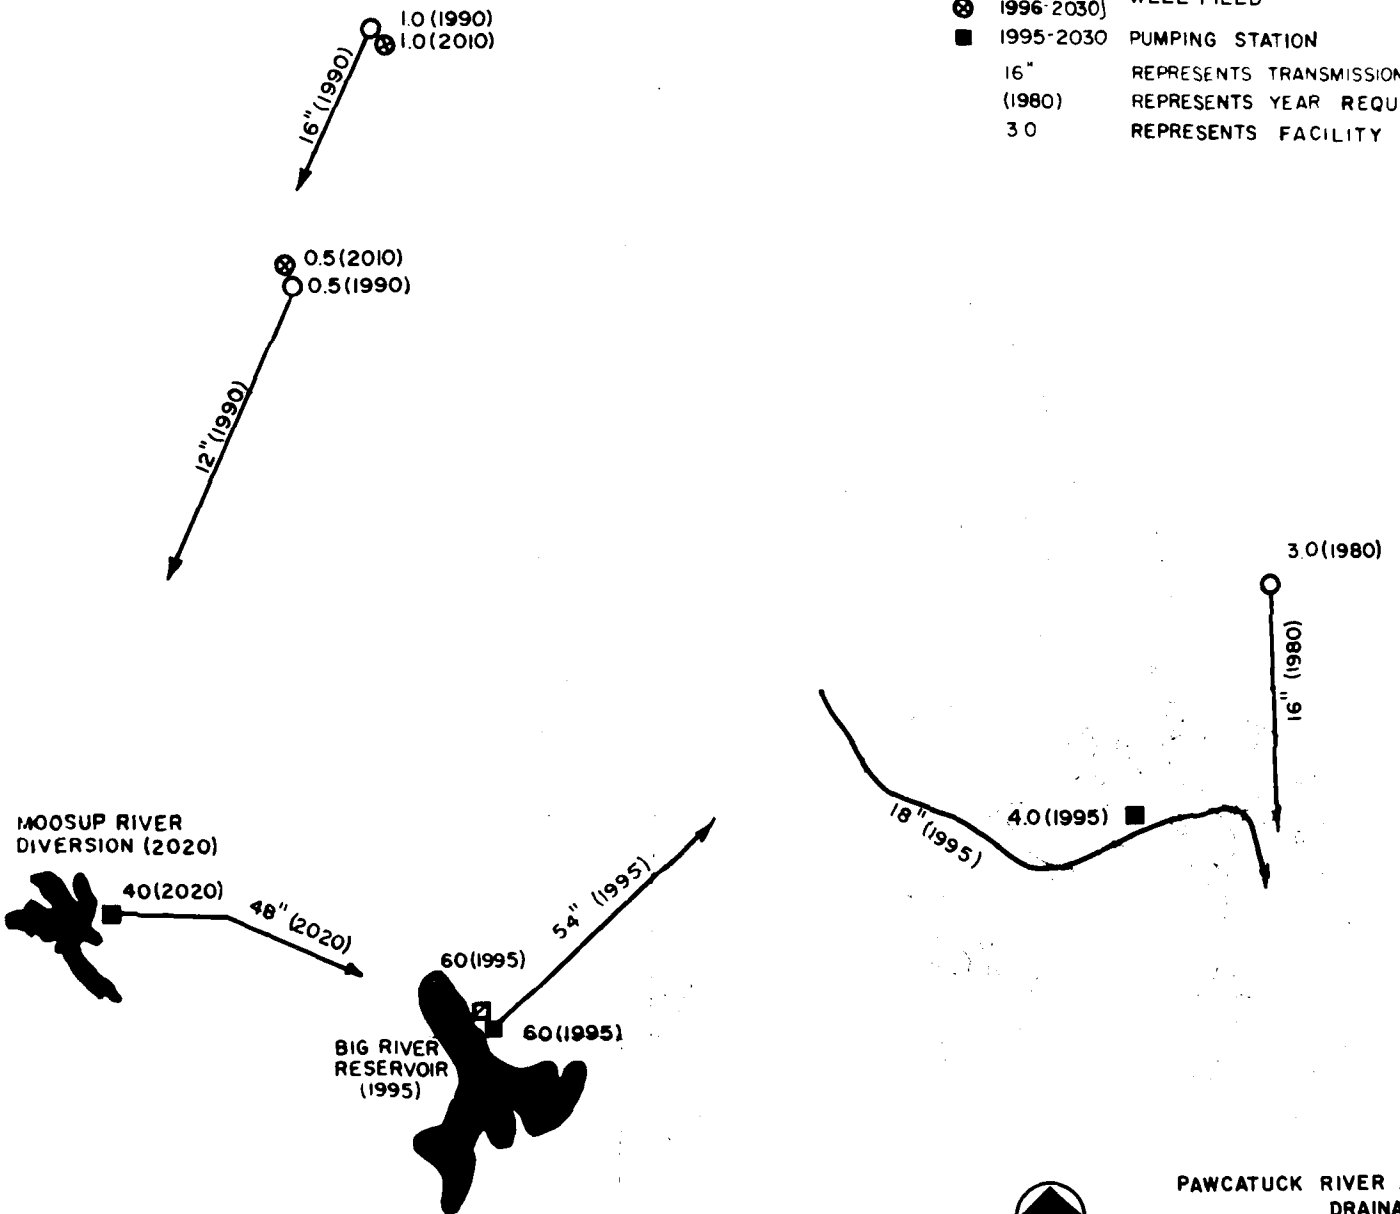 1.0 (1990)
1.0 (2010)
16" (1990)
1996-2030
1995-2030 PUMPING STATION
16" REPRESENTS TRANSMISSION
(1980) REPRESENTS YEAR REQU
3.0 REPRESENTS FACILITY
0.5 (2010)
0.5 (1990)
12" (1990)
3.0 (1980)
16" (1980)
18" (1995)
4.0 (1995)
MOOSUP RIVER
DIVERSION (2020)
40 (2020)
48" (2020)
54" (1995)
60 (1995)
60 (1995)
BIG RIVER
RESERVOIR
(1995)
PAWCATUCK RIVER
DRAINA